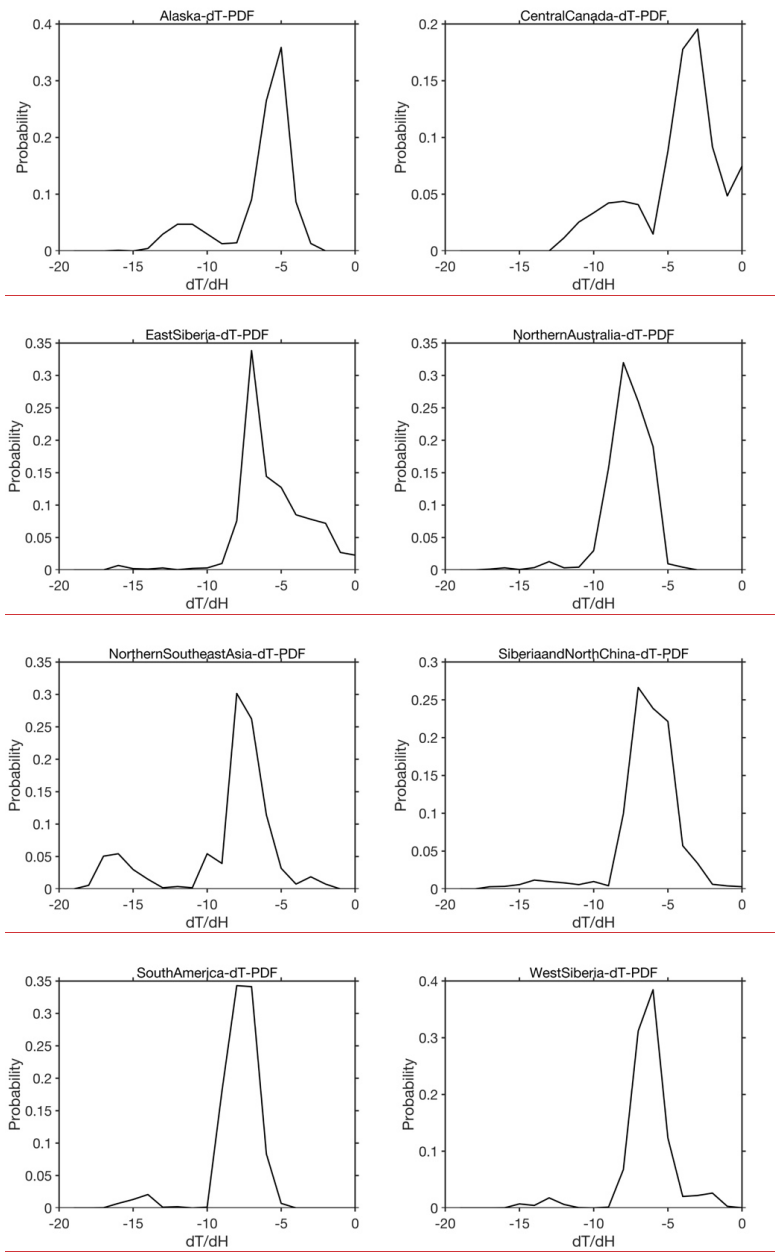 Alaska-dT-PDF
0.4
0.3
0.2
0.1
0
Probability
-20 -15 -10 -5 0
dT/dH
CentralCanada-dT-PDF
0.2
0.15
0.1
0.05
0
Probability
-20 -15 -10 -5 0
dT/dH
EastSiberia-dT-PDF
0.35
0.3
0.25
0.2
0.15
0.1
0.05
0
Probability
-20 -15 -10 -5 0
dT/dH
NorthernAustralia-dT-PDF
0.35
0.3
0.25
0.2
0.15
0.1
0.05
0
Probability
-20 -15 -10 -5 0
dT/dH
NorthernSoutheastAsia-dT-PDF
0.35
0.3
0.25
0.2
0.15
0.1
0.05
0
Probability
-20 -15 -10 -5 0
dT/dH
SiberiaandNorthChina-dT-PDF
0.3
0.25
0.2
0.15
0.1
0.05
0
Probability
-20 -15 -10 -5 0
dT/dH
SouthAmerica-dT-PDF
0.35
0.3
0.25
0.2
0.15
0.1
0.05
0
Probability
-20 -15 -10 -5 0
dT/dH
WestSiberia-dT-PDF
0.4
0.3
0.2
0.1
0
Probability
-20 -15 -10 -5 0
dT/dH